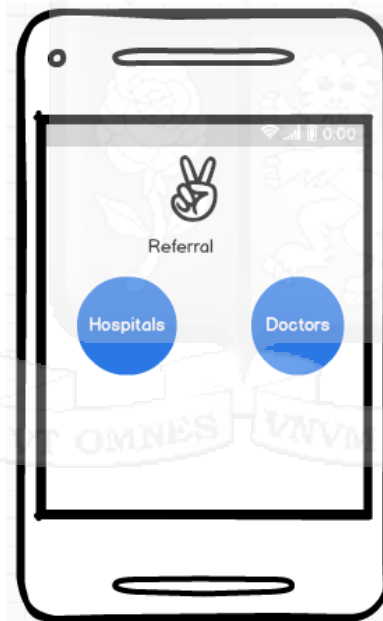 0:00
Referral
Hospitals
Doctors
VT OMNES VNVM